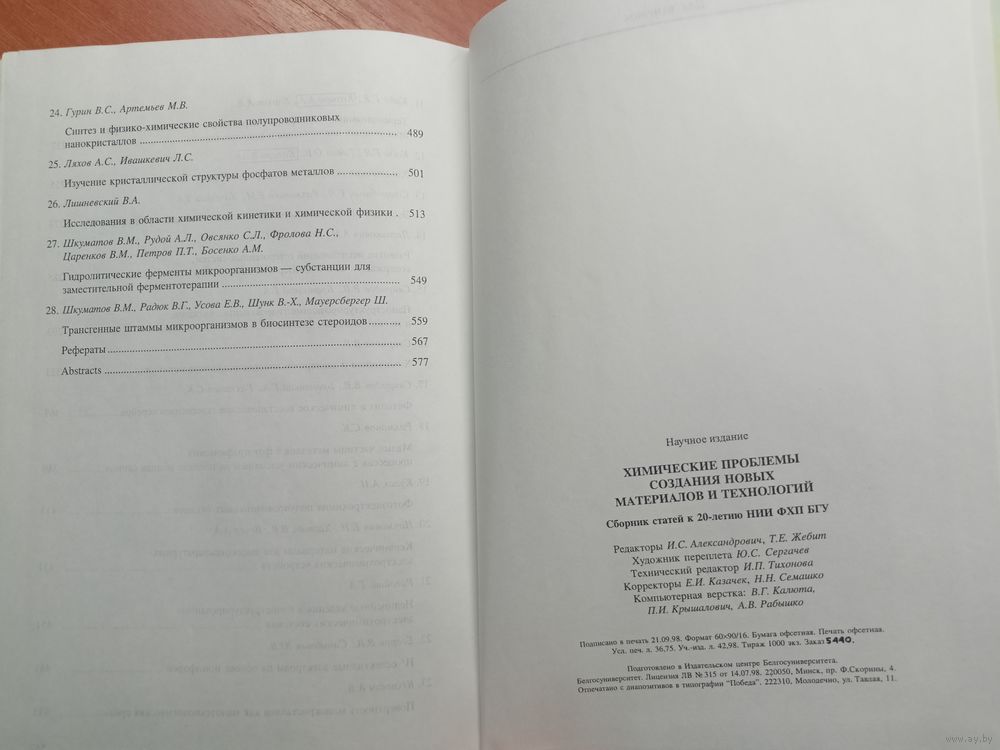 24. Гурин В.С., Артемьев М.В.
Синтез и физико-химические свойства полупроводниковых
нанокристаллов 489
25. Ляхов А.С., Ивашкевич Л.С.
Изучение кристаллической структуры фосфатов металлов 501
26. Лишневский В.А.
Исследования в области химической кинетики и химической физики . 513
27. Шкуматов В.М., Рудой А.Л., Овсянко С.Л., Фролова Н.С.,
Царенков В.М., Петров П.Т., Босенко А.М.
Гидролитические ферменты микроорганизмов — субстанции для
заместительной ферментотерапии 549
28. Шкуматов В.М., Радюк В.Г., Усова Е.В., Шунк В.-Х, Мауерсбергер Ш.
Трансгенные штаммы микроорганизмов в биосинтезе стероидов 559
Рефераты 567
Abstracts 577
Научное издание
ХИМИЧЕСКИЕ ПРОБЛЕМЫ
СОЗДАНИЯ НОВЫХ
МАТЕРИАЛОВ И ТЕХНОЛОГИЙ
Сборник статей к 20-летию НИИ ФХП БГУ
Редакторы И.С. Александрович, Т.Е. Жебит
Художник переплета Ю.С. Сергачев
Технический редактор И.П. Тихонова
Корректоры Е.И. Казачек, Н.Н. Семашко
Компьютерная верстка: В.Г. Калюта,
П.И. Крышалович, А.В. Рабышко
Подписано в печать 21.09.98. Формат 60×90/16. Бумага офсетная. Печать офсетная.
Усл. печ. л. 36,75. Уч.-изд. л. 42,98. Тираж 1000 экз. Заказ 5440.
Подготовлено в Издательском центре Белгосуниверситета.
Белгосуниверситет. Лицензия ЛВ № 315 от 14.07.98. 220050, Минск, пр. Ф.Скорины, 4.
Отпечатано с диапозитивов в типографии "Победа". 222310, Молодечно, ул. Тавлая, 11.
www.ay.by